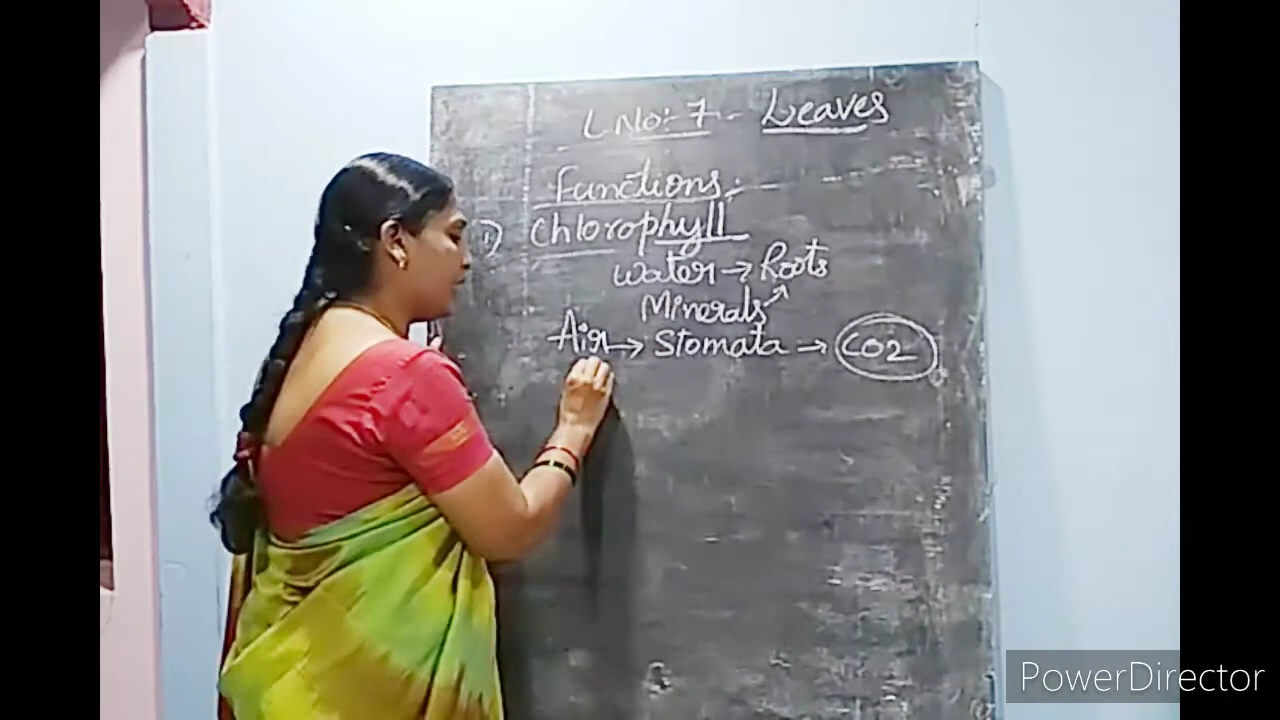 L No:- 7 - Leaves
Functions:-
1) Chlorophyll
Water → Roots
Minerals ↗
Air → Stomata → CO2
PowerDirector